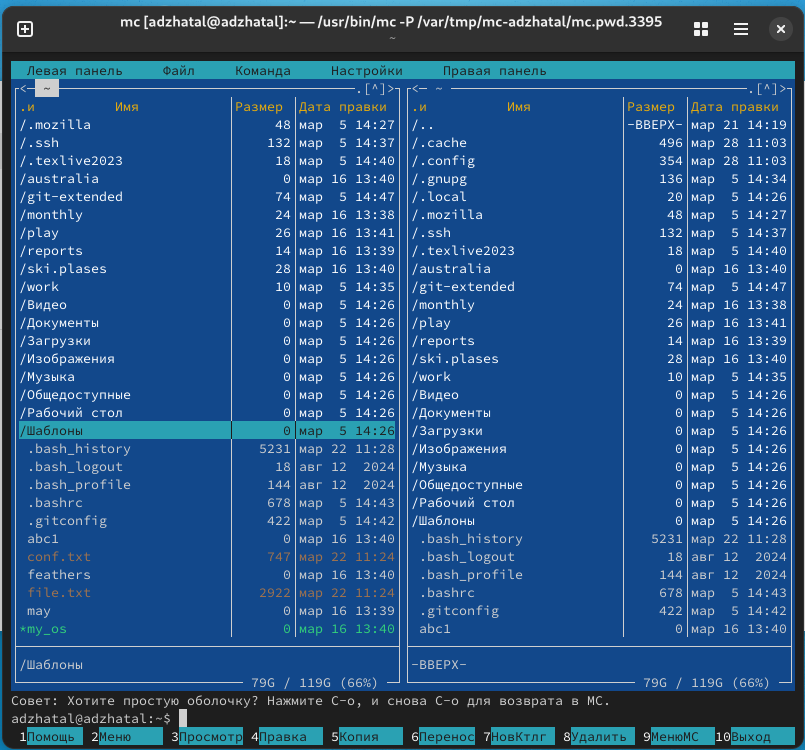 mc [adzhatal@adzhatal]:~ — /usr/bin/mc -P /var/tmp/mc-adzhatal/mc.pwd.3395
~
Левая панель Файл Команда Настройки Правая панель
<— ~ .[^]> <— ~ .[^]>
.и Имя Размер Дата правки .и Имя Размер Дата правки
/.mozilla 48 мар 5 14:27 /.. -ВВЕРХ- мар 21 14:19
/.ssh 132 мар 5 14:37 /.cache 496 мар 28 11:03
/.texlive2023 18 мар 5 14:40 /.config 354 мар 28 11:03
/australia 0 мар 16 13:40 /.gnupg 136 мар 5 14:34
/git-extended 74 мар 5 14:47 /.local 20 мар 5 14:26
/monthly 24 мар 16 13:38 /.mozilla 48 мар 5 14:27
/play 26 мар 16 13:41 /.ssh 132 мар 5 14:37
/reports 14 мар 16 13:39 /.texlive2023 18 мар 5 14:40
/ski.plases 28 мар 16 13:40 /australia 0 мар 16 13:40
/work 10 мар 5 14:35 /git-extended 74 мар 5 14:47
/Видео 0 мар 5 14:26 /monthly 24 мар 16 13:38
/Документы 0 мар 5 14:26 /play 26 мар 16 13:41
/Загрузки 0 мар 5 14:26 /reports 14 мар 16 13:39
/Изображения 0 мар 5 14:26 /ski.plases 28 мар 16 13:40
/Музыка 0 мар 5 14:26 /work 10 мар 5 14:35
/Общедоступные 0 мар 5 14:26 /Видео 0 мар 5 14:26
/Рабочий стол 0 мар 5 14:26 /Документы 0 мар 5 14:26
/Шаблоны 0 мар 5 14:26 /Загрузки 0 мар 5 14:26
.bash_history 5231 мар 22 11:28 /Изображения 0 мар 5 14:26
.bash_logout 18 авг 12 2024 /Музыка 0 мар 5 14:26
.bash_profile 144 авг 12 2024 /Общедоступные 0 мар 5 14:26
.bashrc 678 мар 5 14:43 /Рабочий стол 0 мар 5 14:26
.gitconfig 422 мар 5 14:42 /Шаблоны 0 мар 5 14:26
abc1 0 мар 16 13:40 .bash_history 5231 мар 22 11:28
conf.txt 747 мар 22 11:24 .bash_logout 18 авг 12 2024
feathers 0 мар 16 13:40 .bash_profile 144 авг 12 2024
file.txt 2922 мар 22 11:24 .bashrc 678 мар 5 14:43
may 0 мар 16 13:39 .gitconfig 422 мар 5 14:42
*my_os 0 мар 16 13:40 abc1 0 мар 16 13:40
/Шаблоны -ВВЕРХ-
79G / 119G (66%) 79G / 119G (66%)
Совет: Хотите простую оболочку? Нажмите C-o, и снова C-o для возврата в MC.
adzhatal@adzhatal:~$
1Помощь 2Меню 3Просмотр 4Правка 5Копия 6Перенос 7НовКтлг 8Удалить 9МенюMC 10Выход